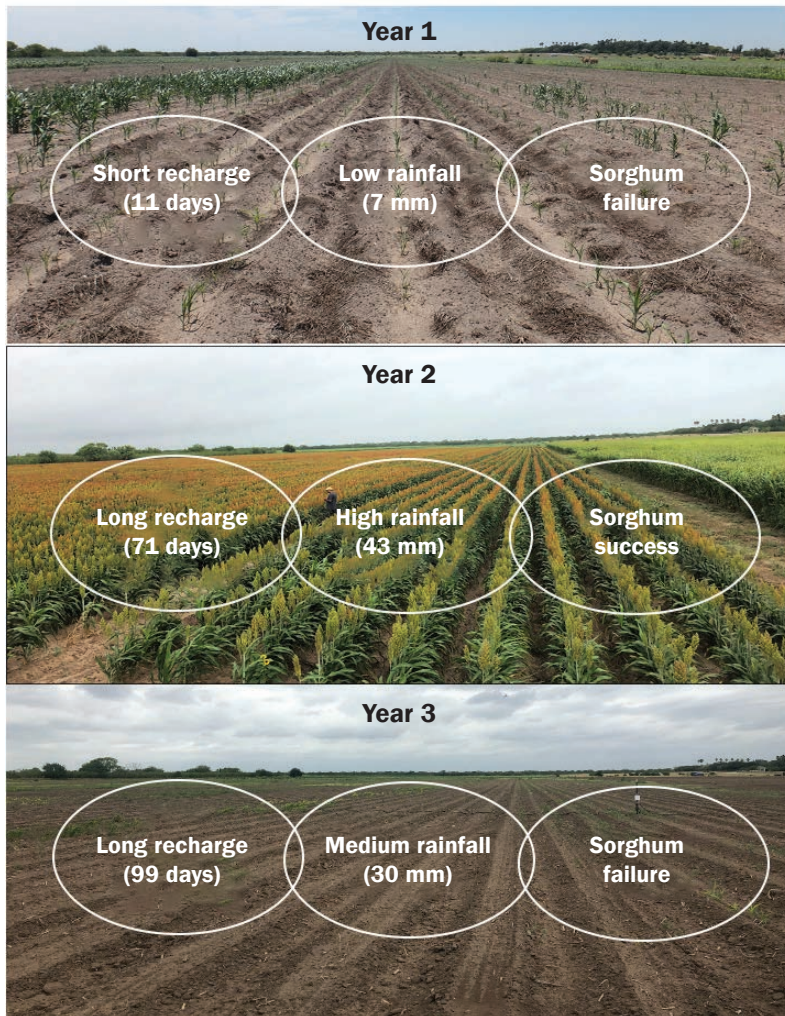 Year 1
Short recharge
(11 days)
Low rainfall
(7 mm)
Sorghum
failure
Year 2
Long recharge
(71 days)
High rainfall
(43 mm)
Sorghum
success
Year 3
Long recharge
(99 days)
Medium rainfall
(30 mm)
Sorghum
failure